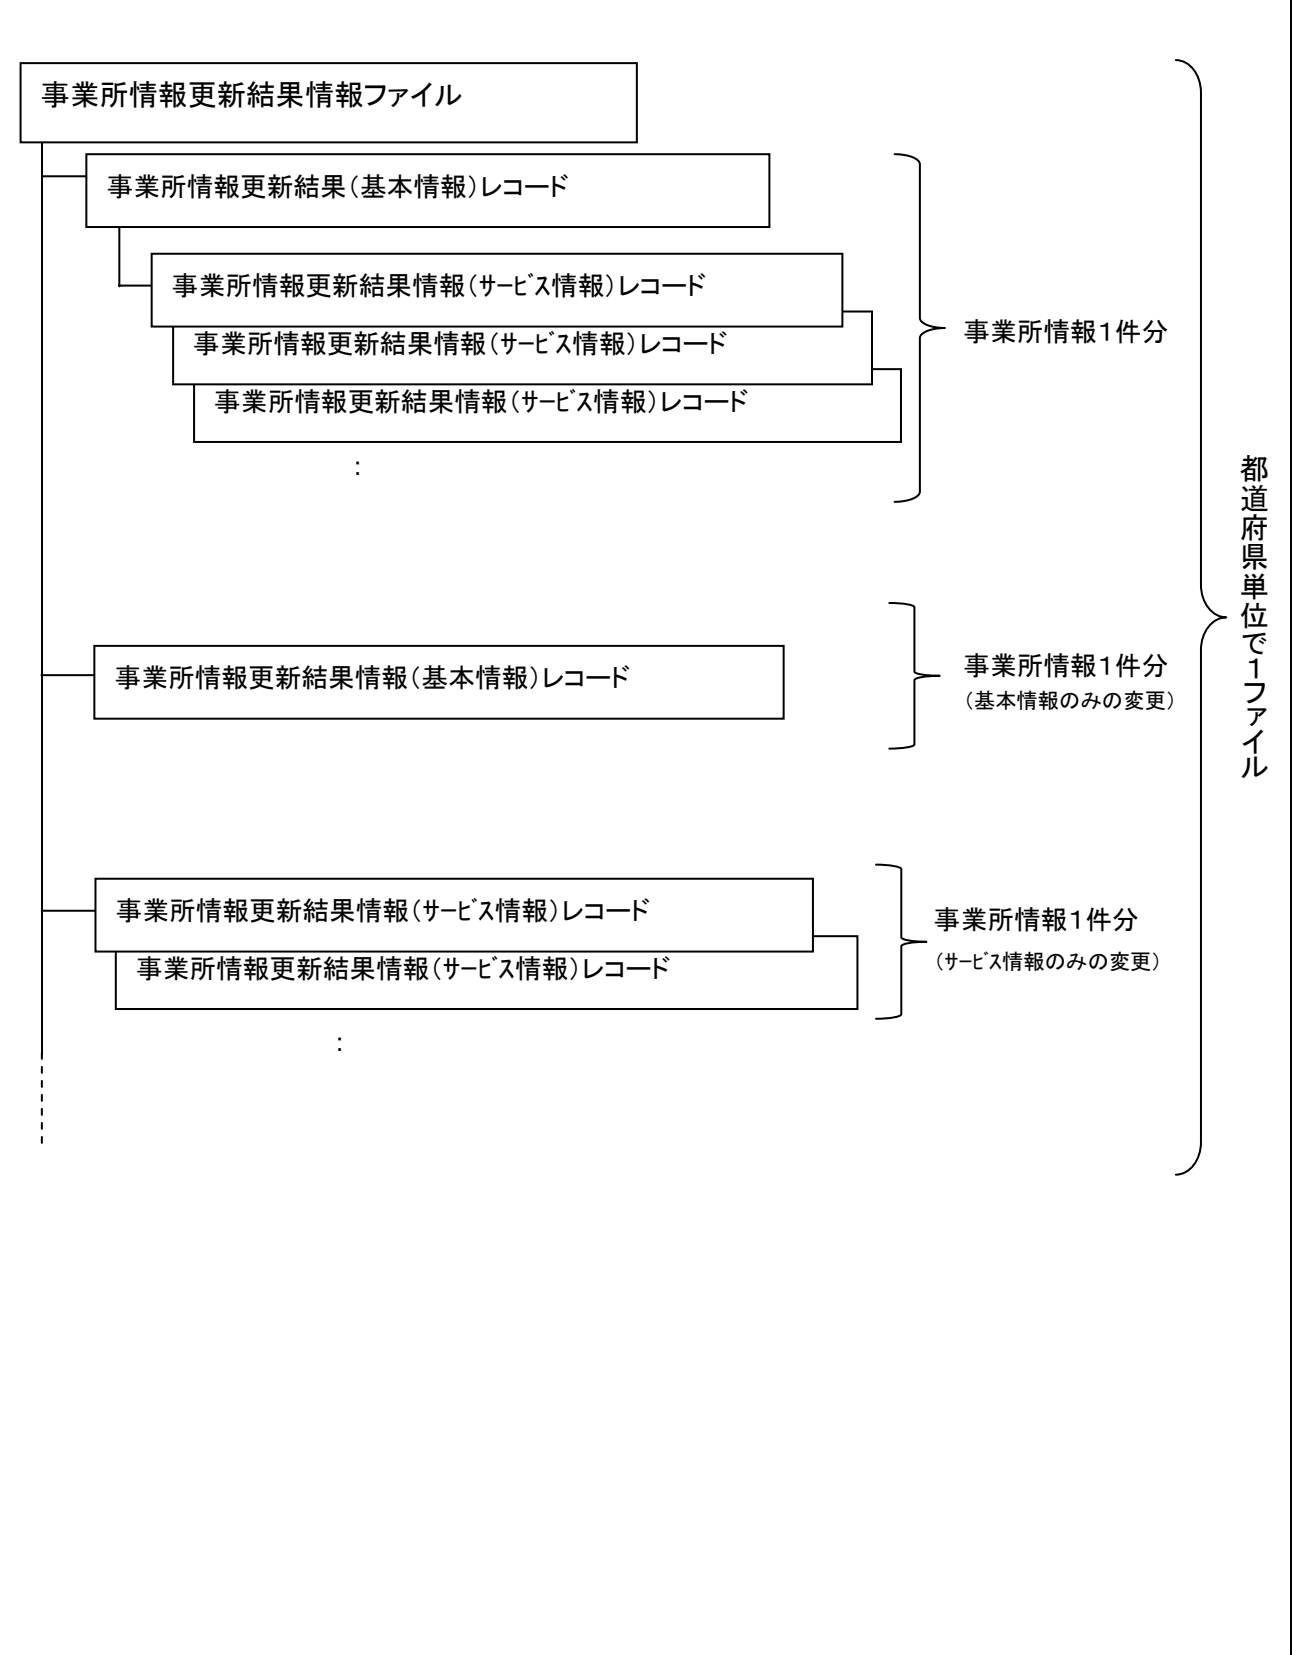 事業所情報更新結果情報ファイル
事業所情報更新結果(基本情報)レコード
事業所情報更新結果情報(ｻｰﾋﾞｽ情報)レコード
事業所情報更新結果情報(ｻｰﾋﾞｽ情報)レコード
事業所情報更新結果情報(ｻｰﾋﾞｽ情報)レコード
:
事業所情報1件分
事業所情報更新結果情報(基本情報)レコード
事業所情報1件分
(基本情報のみの変更)
事業所情報更新結果情報(ｻｰﾋﾞｽ情報)レコード
事業所情報更新結果情報(ｻｰﾋﾞｽ情報)レコード
:
事業所情報1件分
(ｻｰﾋﾞｽ情報のみの変更)
都道府県単位で1ファイル